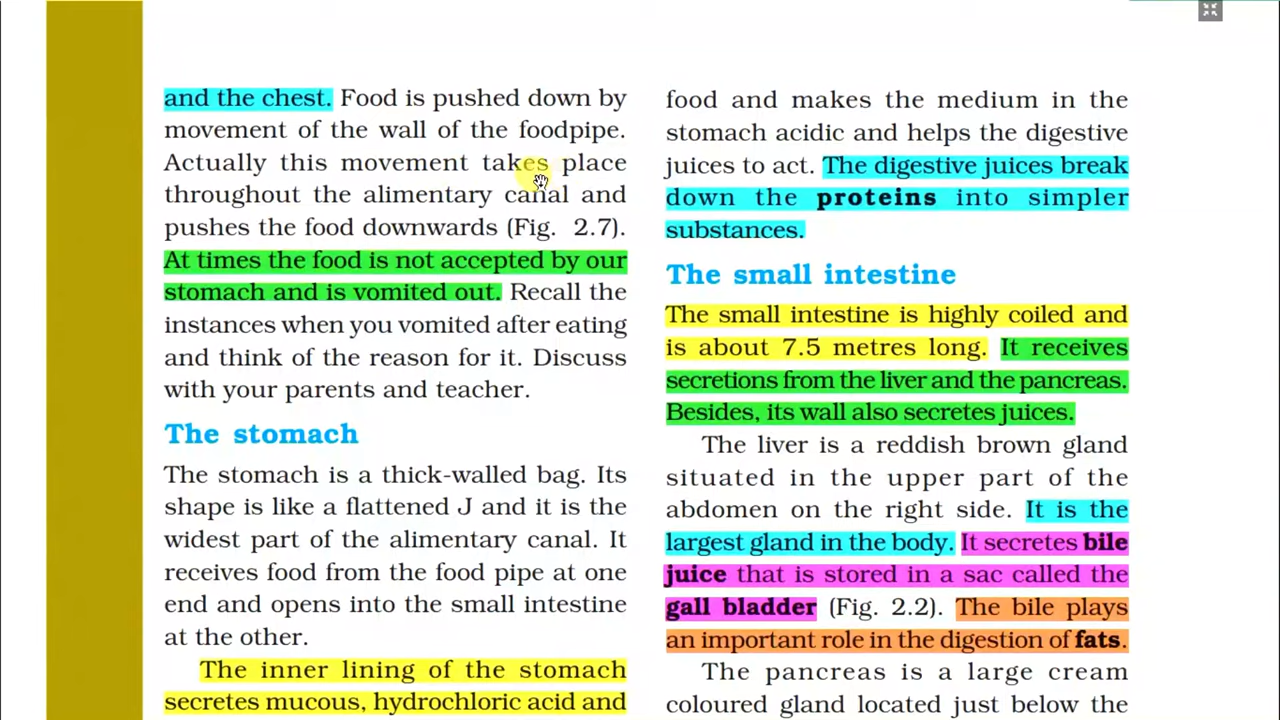 and the chest. Food is pushed down by
movement of the wall of the foodpipe.
Actually this movement takes place
throughout the alimentary canal and
pushes the food downwards (Fig. 2.7).
At times the food is not accepted by our
stomach and is vomited out. Recall the
instances when you vomited after eating
and think of the reason for it. Discuss
with your parents and teacher.
The stomach
The stomach is a thick-walled bag. Its
shape is like a flattened J and it is the
widest part of the alimentary canal. It
receives food from the food pipe at one
end and opens into the small intestine
at the other.
The inner lining of the stomach
secretes mucous, hydrochloric acid and
food and makes the medium in the
stomach acidic and helps the digestive
juices to act. The digestive juices break
down the proteins into simpler
substances.
The small intestine
The small intestine is highly coiled and
is about 7.5 metres long. It receives
secretions from the liver and the pancreas.
Besides, its wall also secretes juices.
The liver is a reddish brown gland
situated in the upper part of the
abdomen on the right side. It is the
largest gland in the body. It secretes bile
juice that is stored in a sac called the
gall bladder (Fig. 2.2). The bile plays
an important role in the digestion of fats.
The pancreas is a large cream
coloured gland located just below the